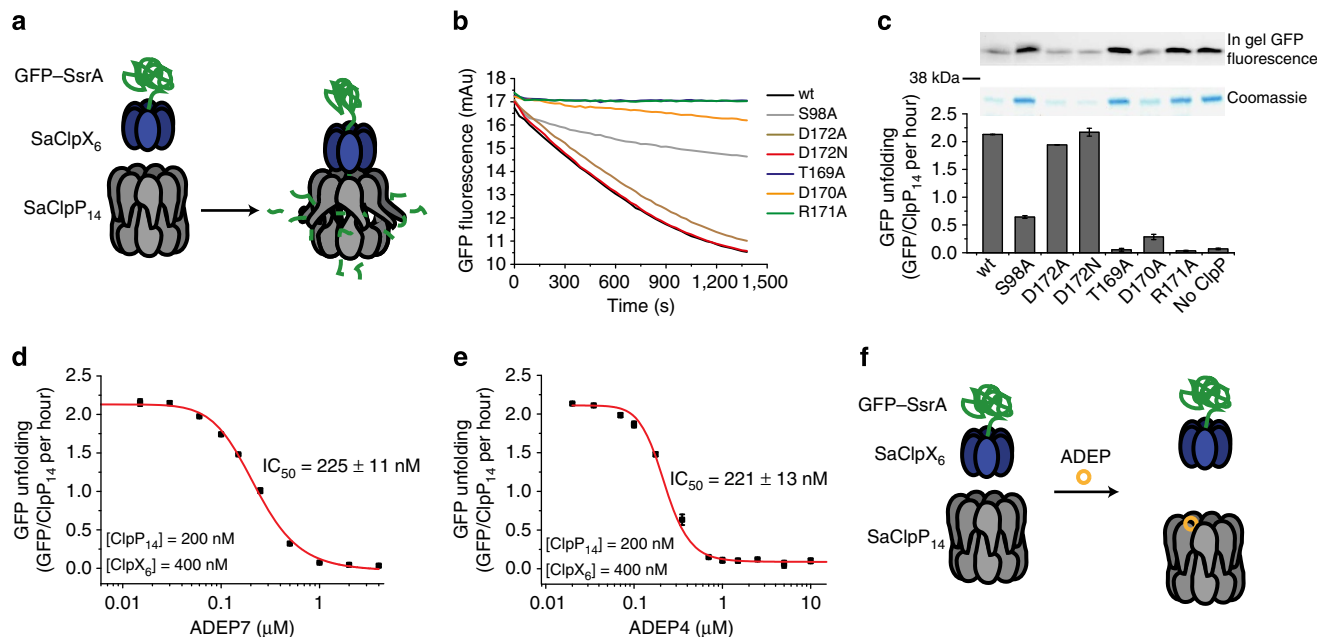 a
GFP–SsrA
SaClpX6
SaClpP14
b
GFP fluorescence (mAu)
18
17
16
15
14
13
12
11
10
0
300
600
900
1,200
1,500
Time (s)
wt
S98A
D172A
D172N
T169A
D170A
R171A
c
In gel GFP
fluorescence
38 kDa
Coomassie
GFP unfolding
(GFP/ClpP14 per hour)
2.5
2.0
1.5
1.0
0.5
0.0
wt
S98A
D172A
D172N
T169A
D170A
R171A
No ClpP
d
GFP unfolding
(GFP/ClpP14 per hour)
2.5
2.0
1.5
1.0
0.5
0.0
IC50 = 225 ± 11 nM
[ClpP14] = 200 nM
[ClpX6] = 400 nM
0.01
0.1
1
ADEP7 (μM)
e
GFP unfolding
(GFP/ClpP14 per hour)
2.5
2.0
1.5
1.0
0.5
0.0
IC50 = 221 ± 13 nM
[ClpP14] = 200 nM
[ClpX6] = 400 nM
0.01
0.1
1
10
ADEP4 (μM)
f
GFP–SsrA
SaClpX6
ADEP
SaClpP14